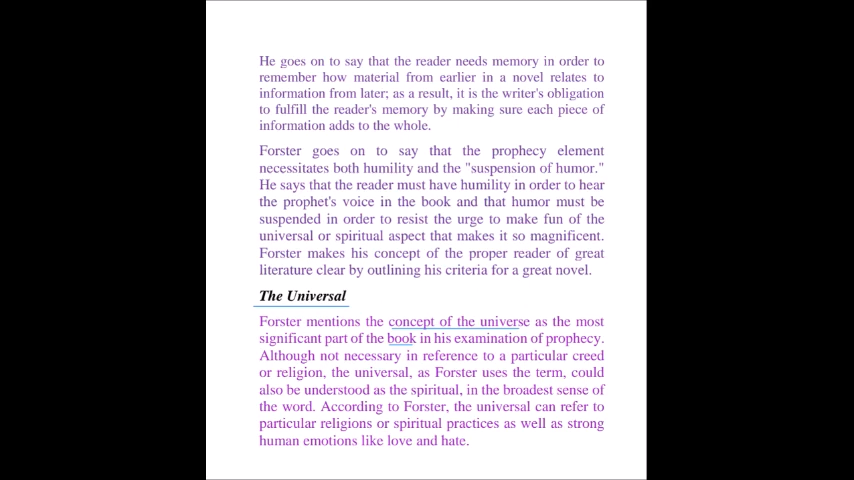 He goes on to say that the reader needs memory in order to
remember how material from earlier in a novel relates to
information from later; as a result, it is the writer's obligation
to fulfill the reader's memory by making sure each piece of
information adds to the whole.
Forster goes on to say that the prophecy element
necessitates both humility and the "suspension of humor."
He says that the reader must have humility in order to hear
the prophet's voice in the book and that humor must be
suspended in order to resist the urge to make fun of the
universal or spiritual aspect that makes it so magnificent.
Forster makes his concept of the proper reader of great
literature clear by outlining his criteria for a great novel.
The Universal
Forster mentions the concept of the universe as the most
significant part of the book in his examination of prophecy.
Although not necessary in reference to a particular creed
or religion, the universal, as Forster uses the term, could
also be understood as the spiritual, in the broadest sense of
the word. According to Forster, the universal can refer to
particular religions or spiritual practices as well as strong
human emotions like love and hate.